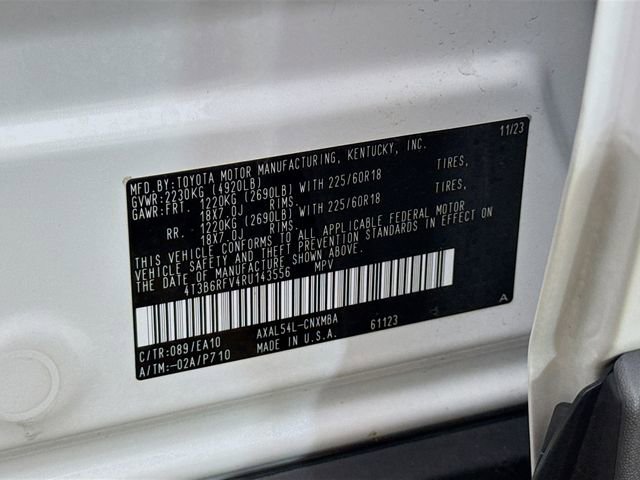 MFD.BY:TOYOTA MOTOR MANUFACTURING, KENTUCKY, INC. 11/23
GVWR:2230KG (4920LB)
GAWR:FRT. 1220KG (2690LB) WITH 225/60R18 TIRES,
18X7.0J RIMS,
RR. 1220KG (2690LB) WITH 225/60R18 TIRES,
18X7.0J RIMS.
THIS VEHICLE CONFORMS TO ALL APPLICABLE FEDERAL MOTOR
VEHICLE SAFETY AND THEFT PREVENTION STANDARDS IN EFFECT ON
THE DATE OF MANUFACTURE SHOWN ABOVE.
4T3B6RFV4RU143556 MPV
A
C/TR:089/EA10 AXAL54L-CNXMBA 61123
A/TM:-02A/P710 MADE IN U.S.A.